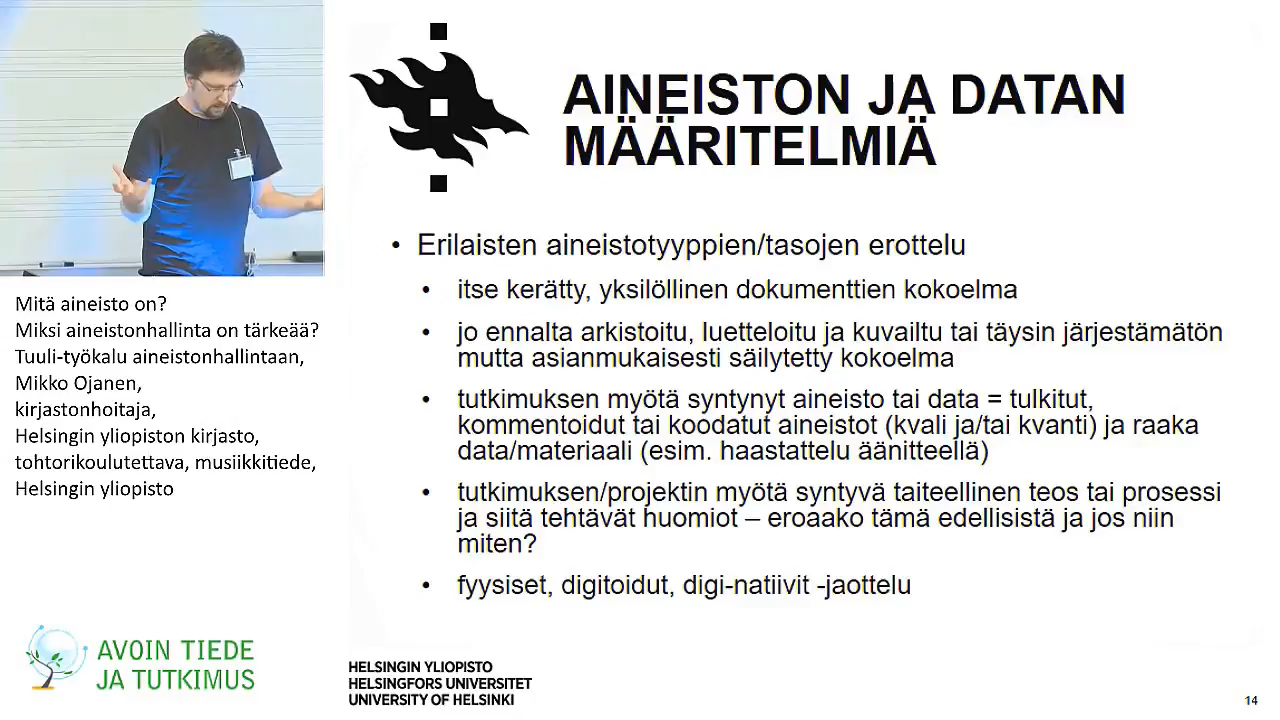 AINEISTON JA DATAN
MÄÄRITELMIÄ
• Erilaisten aineistotyyppien/tasojen erottelu
• itse kerätty, yksilöllinen dokumenttien kokoelma
• jo ennalta arkistoitu, luetteloitu ja kuvailtu tai täysin järjestämätön
mutta asianmukaisesti säilytetty kokoelma
• tutkimuksen myötä syntynyt aineisto tai data = tulkitut,
kommentoidut tai koodatut aineistot (kvali ja/tai kvanti) ja raaka
data/materiaali (esim. haastattelu äänitteellä)
• tutkimuksen/projektin myötä syntyvä taiteellinen teos tai prosessi
ja siitä tehtävät huomiot – eroaako tämä edellisistä ja jos niin
miten?
• fyysiset, digitoidut, digi-natiivit -jaottelu
Mitä aineisto on?
Miksi aineistonhallinta on tärkeää?
Tuuli-työkalu aineistonhallintaan,
Mikko Ojanen,
kirjastonhoitaja,
Helsingin yliopiston kirjasto,
tohtorikoulutettava, musiikkitiede,
Helsingin yliopisto
AVOIN TIEDE
JA TUTKIMUS
HELSINGIN YLIOPISTO
HELSINGFORS UNIVERSITET
UNIVERSITY OF HELSINKI
14